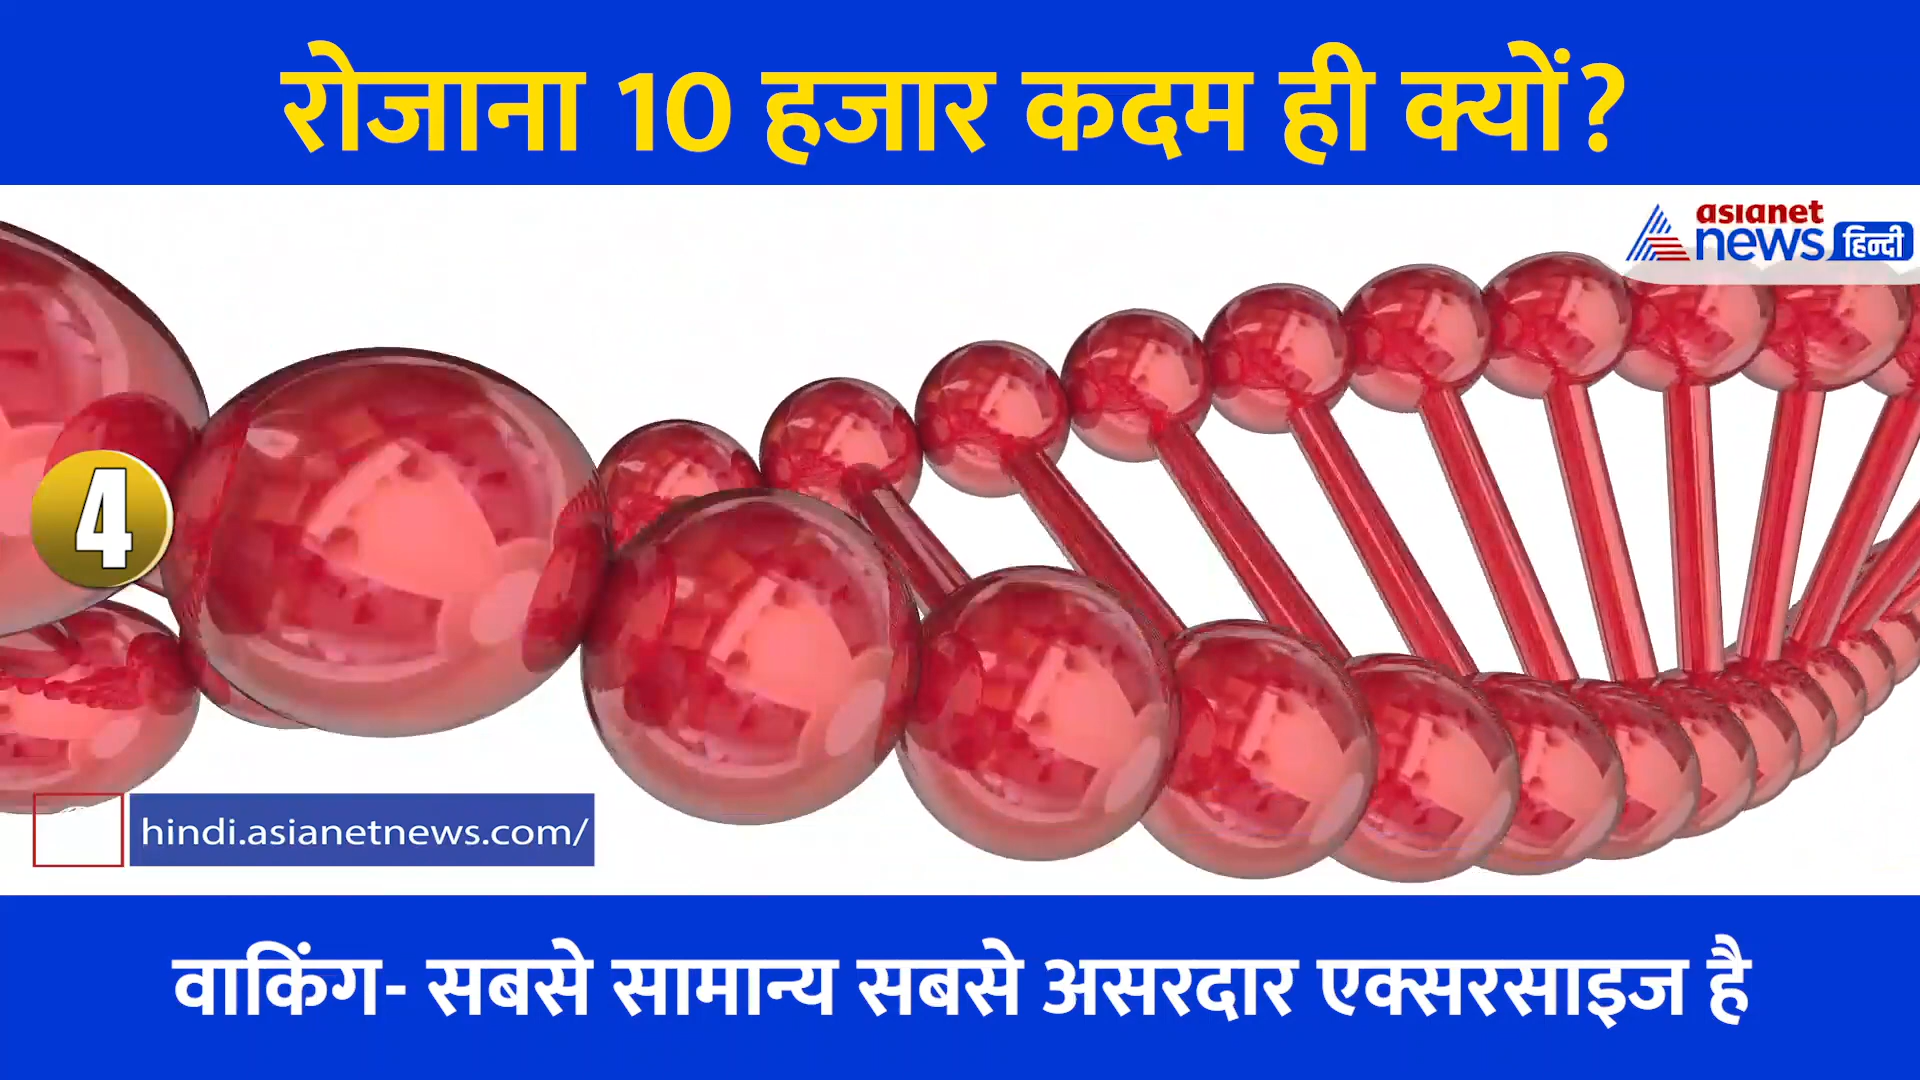 रोजाना 10 हजार कदम ही क्यों?
asianet
news हिन्दी
4
hindi.asianetnews.com/
वाकिंग- सबसे सामान्य सबसे असरदार एक्सरसाइज है